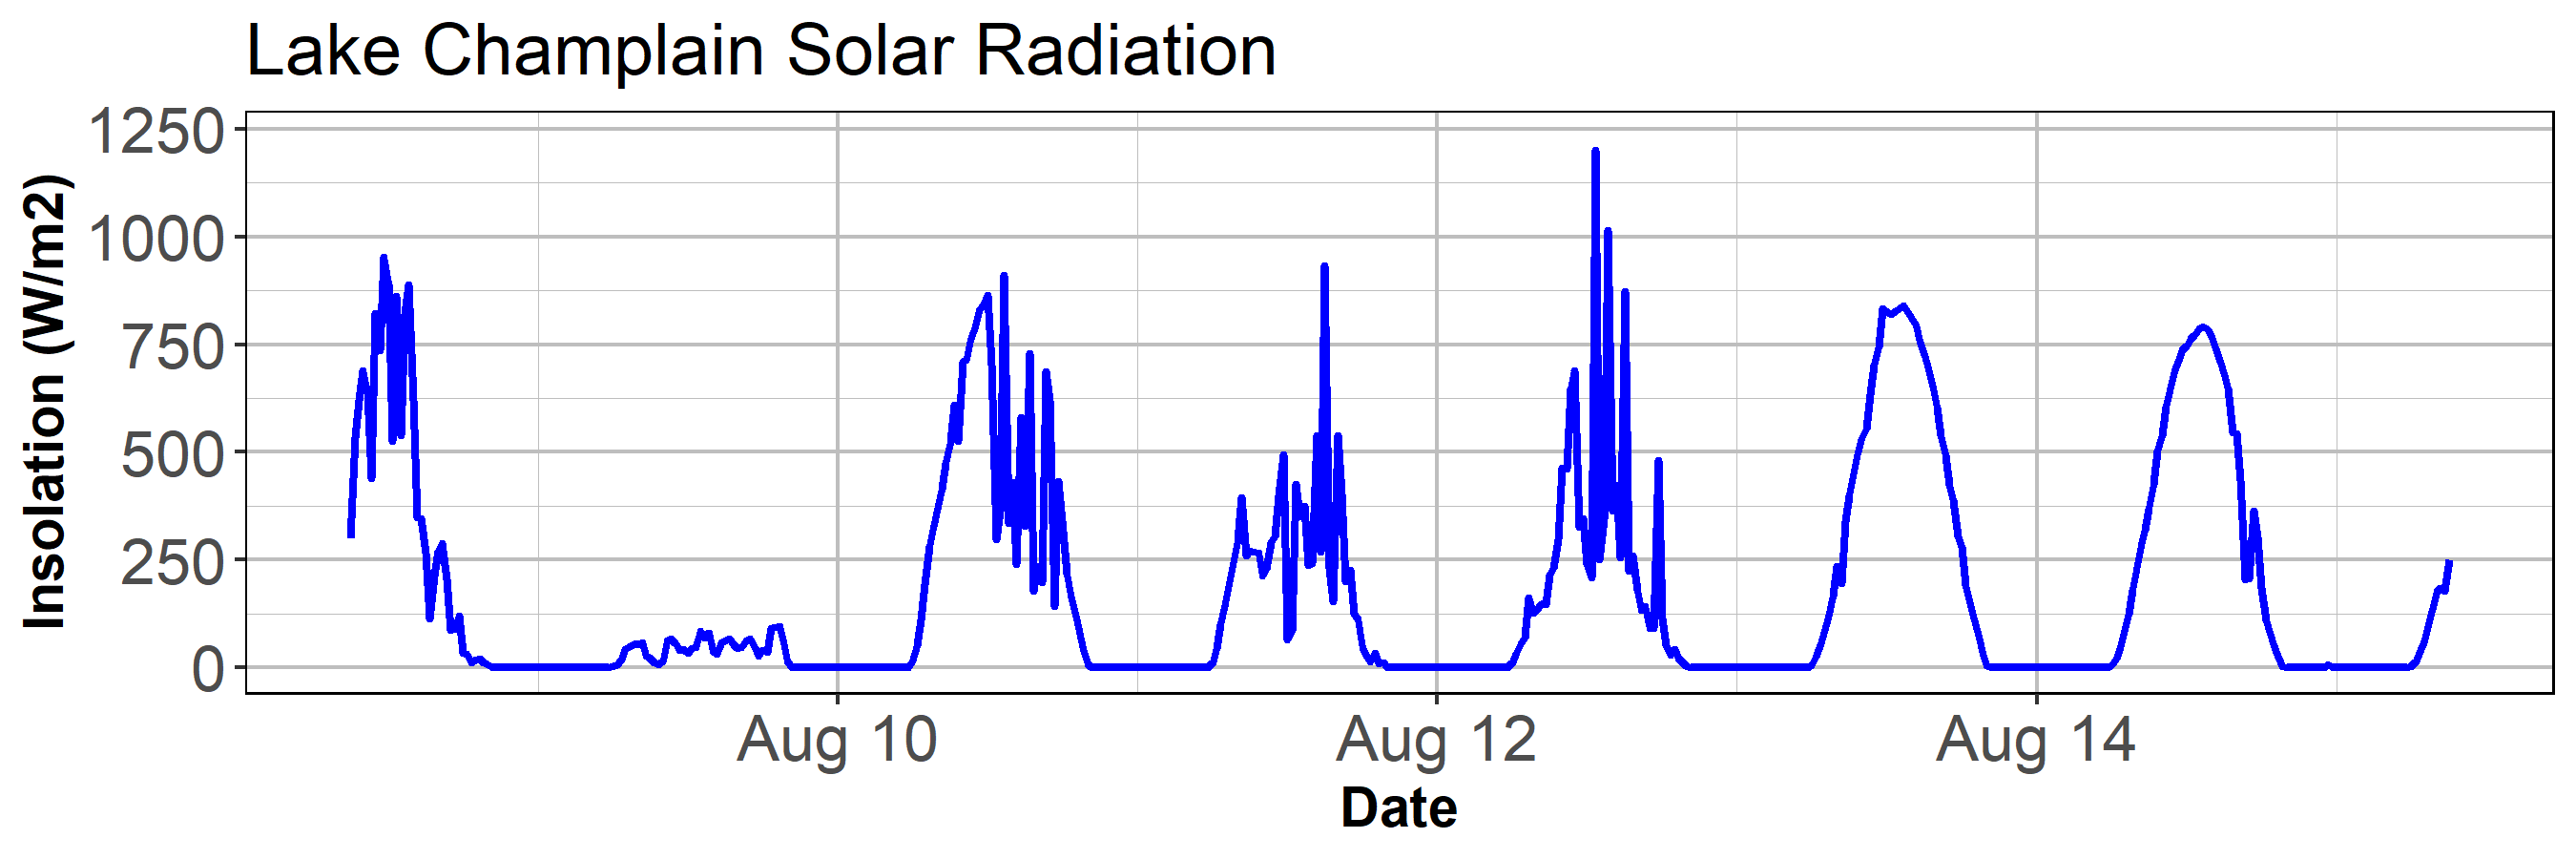 Lake Champlain Solar Radiation
1250
1000
750
500
250
0
Insolation (W/m2)
Aug 10
Aug 12
Aug 14
Date